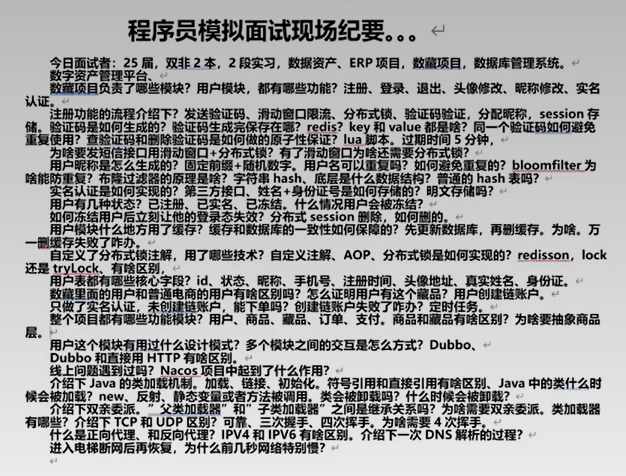 程序员模拟面试现场纪要。。。
今日面试者：25 届，双非 2 本，2 段实习，数据资产、ERP 项目，数藏项目，数据库管理系统。
数字资产管理平台、
数藏项目负责了哪些模块？用户模块，都有哪些功能？注册、登录、退出、头像修改、昵称修改、实名
认证。
注册功能的流程介绍下？发送验证码、滑动窗口限流、分布式锁、验证码验证，分配昵称，session 存
储。验证码是如何生成的？验证码生成完保存在哪？redis？key 和 value 都是啥？同一个验证码如何避免
重复使用？查验证码和删除验证码是如何做的原子性保证？lua 脚本。过期时间 5 分钟，
为啥要发短信接口用滑动窗口+分布式锁？有了滑动窗口为啥还需要分布式锁？
用户昵称是怎么生成的？固定前缀+随机数字。用户名可以重复吗？如何避免重复的？bloomfilter 为
啥能防重复？布隆过滤器的原理是啥？字符串 hash、底层是什么数据结构？普通的 hash 表吗？
实名认证是如何实现的？第三方接口、姓名+身份证号是如何存储的？明文存储吗？
用户有几种状态？已注册、已实名、已冻结。什么情况用户会被冻结？
如何冻结用户后立刻让他的登录态失效？分布式 session 删除，如何删的。
用户模块什么地方用了缓存？缓存和数据库的一致性如何保障的？先更新数据库，再删缓存。为啥。万
一删缓存失败了咋办。
自定义了分布式锁注解，用了哪些技术？自定义注解、AOP、分布式锁是如何实现的？redisson，lock
还是 tryLock、有啥区别，
用户表都有哪些核心字段？id、状态、昵称、手机号、注册时间、头像地址、真实姓名、身份证。
数藏里面的用户和普通电商的用户有啥区别吗？怎么证明用户有这个藏品？用户创建链账户。
只做了实名认证，未创建链账户，能下单吗？创建链账户失败了咋办？定时任务。
整个项目都有哪些功能模块？用户、商品、藏品、订单、支付。商品和藏品有啥区别？为啥要抽象商品
层。
用户这个模块有用过什么设计模式？多个模块之间的交互是怎么方式？Dubbo、
Dubbo 和直接用 HTTP 有啥区别。
线上问题遇到过吗？Nacos 项目中起到了什么作用？
介绍下 Java 的类加载机制。加载、链接、初始化。符号引用和直接引用有啥区别、Java 中的类什么时
候会被加载？new、反射、静态变量或者方法被调用。类会被卸载吗？什么时候会被卸载？
介绍下双亲委派。”父类加载器”和”子类加载器”之间是继承关系吗？为啥需要双亲委派。类加载器
有哪些？介绍下 TCP 和 UDP 区别？可靠、三次握手、四次挥手。为啥需要 4 次挥手。
什么是正向代理、和反向代理？IPV4 和 IPV6 有啥区别。介绍下一次 DNS 解析的过程？
进入电梯断网后再恢复，为什么前几秒网络特别慢？